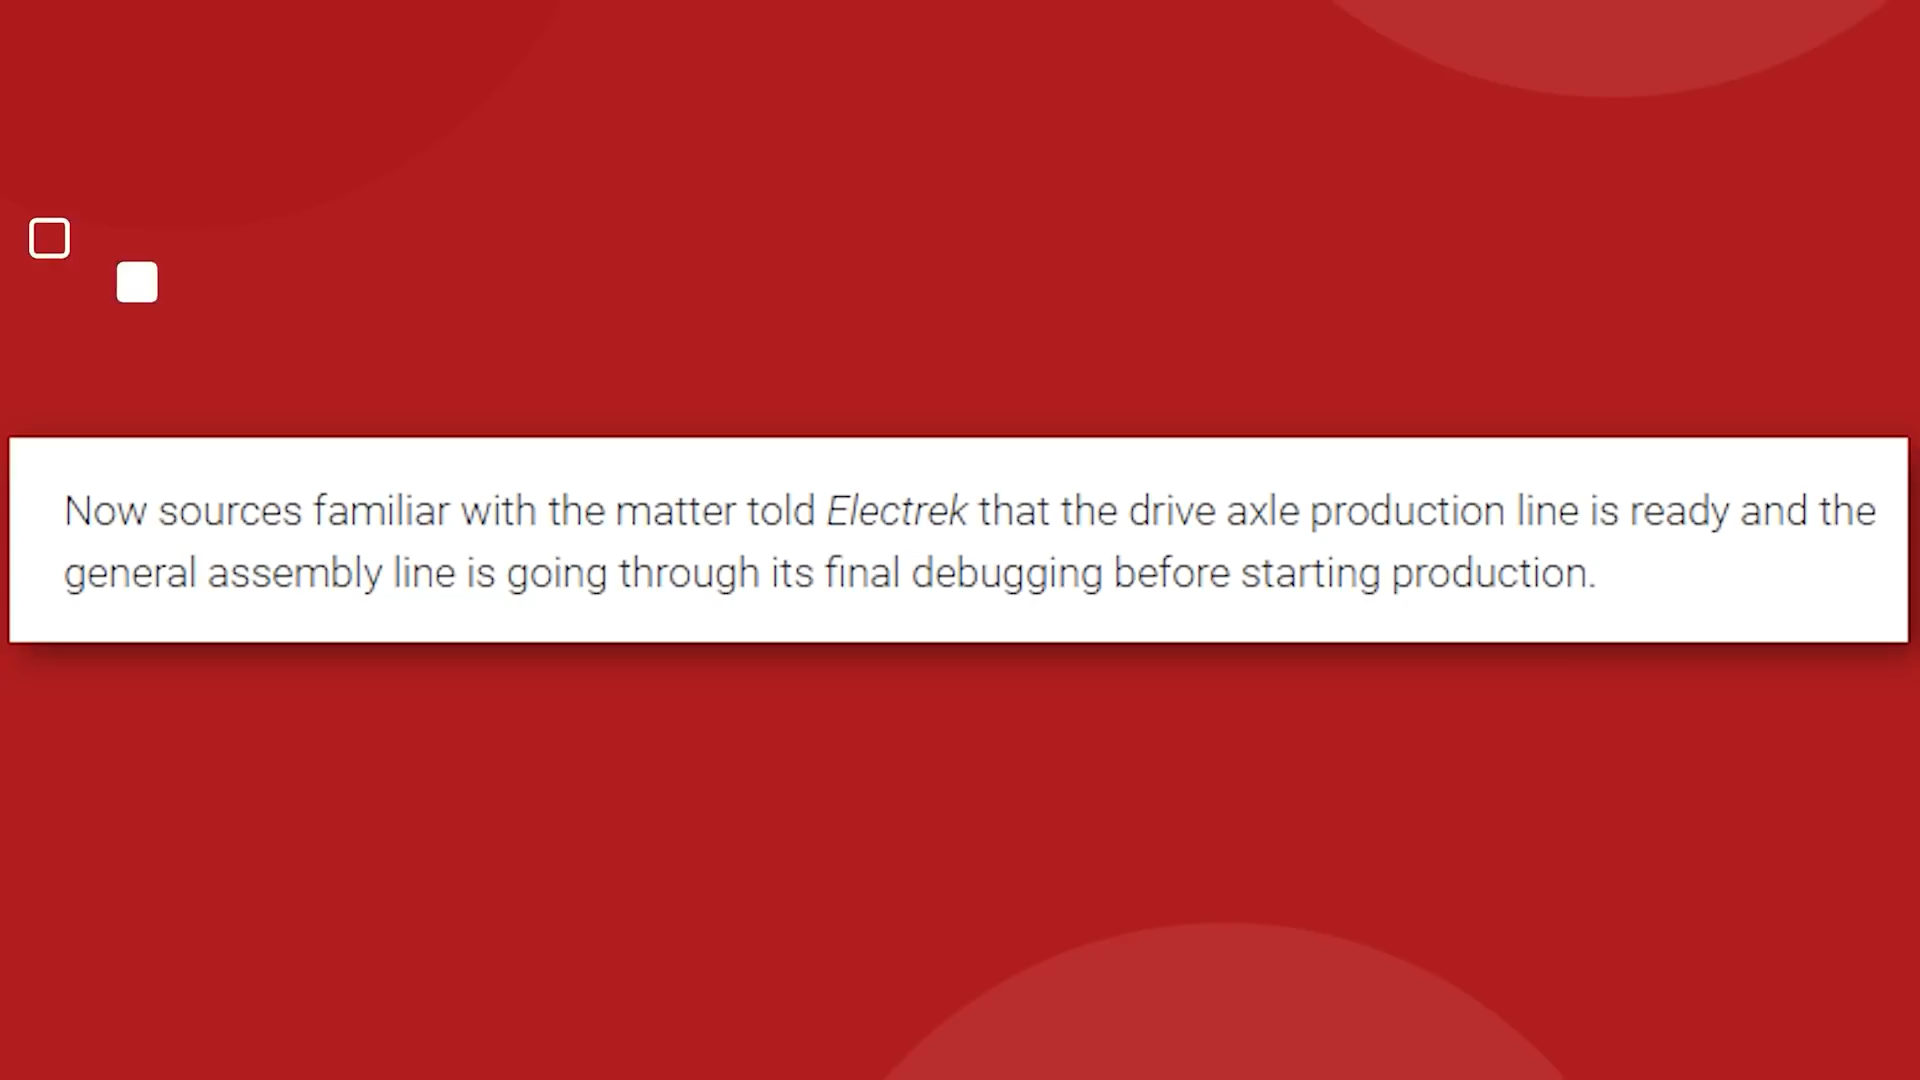 Now sources familiar with the matter told Electrek that the drive axle production line is ready and the
general assembly line is going through its final debugging before starting production.